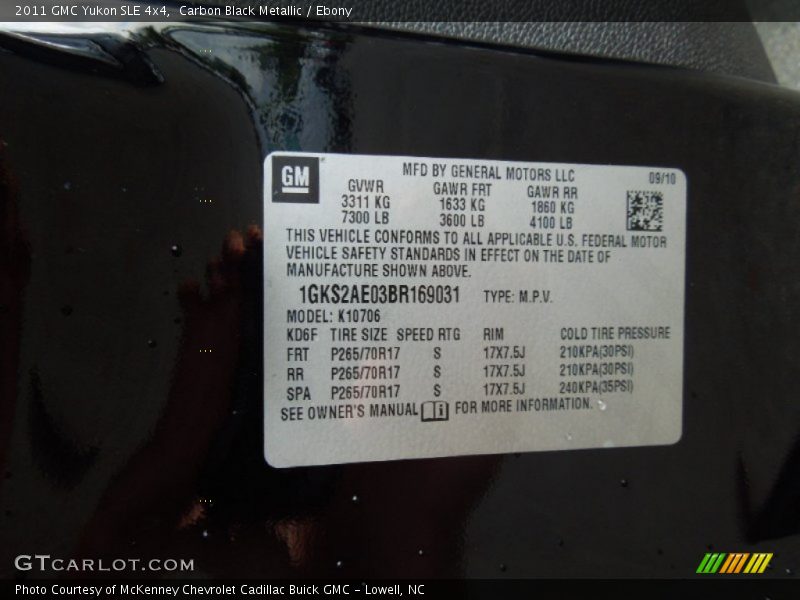 2011 GMC Yukon SLE 4x4,  Carbon Black Metallic / Ebony
GM
MFD BY GENERAL MOTORS LLC 09/10
GVWR GAWR FRT GAWR RR
3311 KG 1633 KG 1860 KG
7300 LB 3600 LB 4100 LB
THIS VEHICLE CONFORMS TO ALL APPLICABLE U.S. FEDERAL MOTOR
VEHICLE SAFETY STANDARDS IN EFFECT ON THE DATE OF
MANUFACTURE SHOWN ABOVE.
1GKS2AE03BR169031 TYPE: M.P.V.
MODEL: K10706
KD6F TIRE SIZE SPEED RTG RIM COLD TIRE PRESSURE
FRT P265/70R17 S 17X7.5J 210KPA(30PSI)
RR P265/70R17 S 17X7.5J 210KPA(30PSI)
SPA P265/70R17 S 17X7.5J 240KPA(35PSI)
SEE OWNER'S MANUAL i FOR MORE INFORMATION.
GTCARLOT.COM
Photo Courtesy of McKenney Chevrolet Cadillac Buick GMC – Lowell, NC